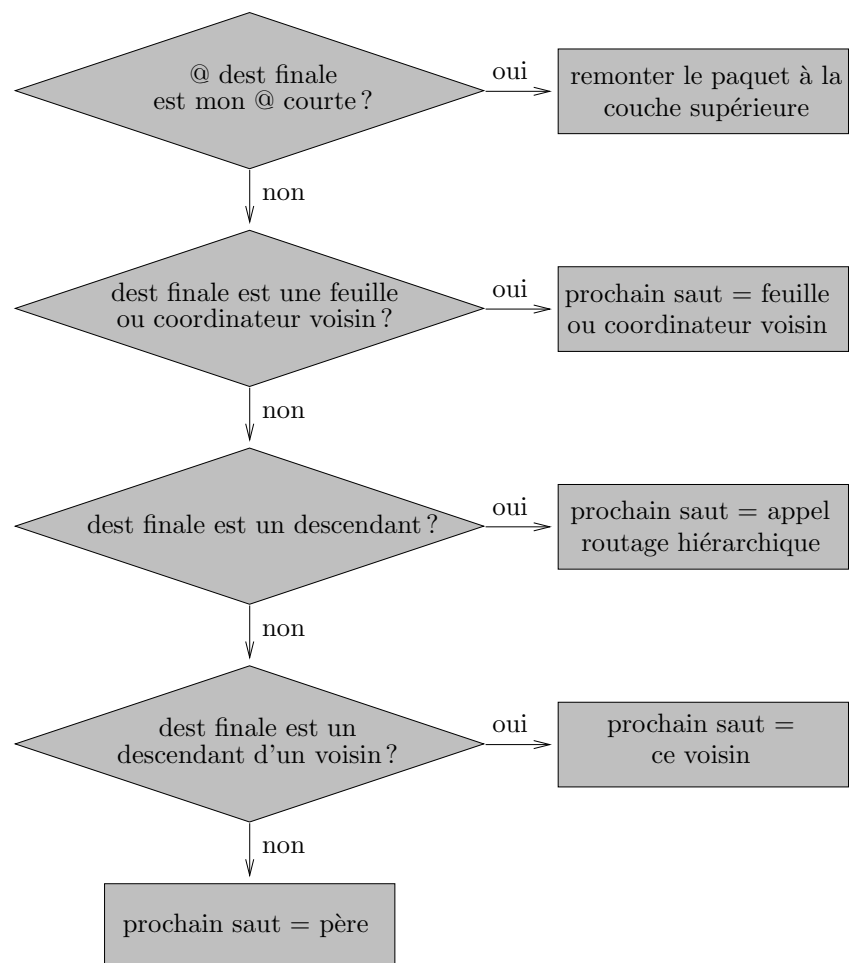 @ dest finale
est mon @ courte ?
oui
remonter le paquet à la
couche supérieure
non
dest finale est une feuille
ou coordinateur voisin ?
oui
prochain saut = feuille
ou coordinateur voisin
non
dest finale est un descendant ?
oui
prochain saut = appel
routage hiérarchique
non
dest finale est un
descendant d'un voisin ?
oui
prochain saut =
ce voisin
non
prochain saut = père